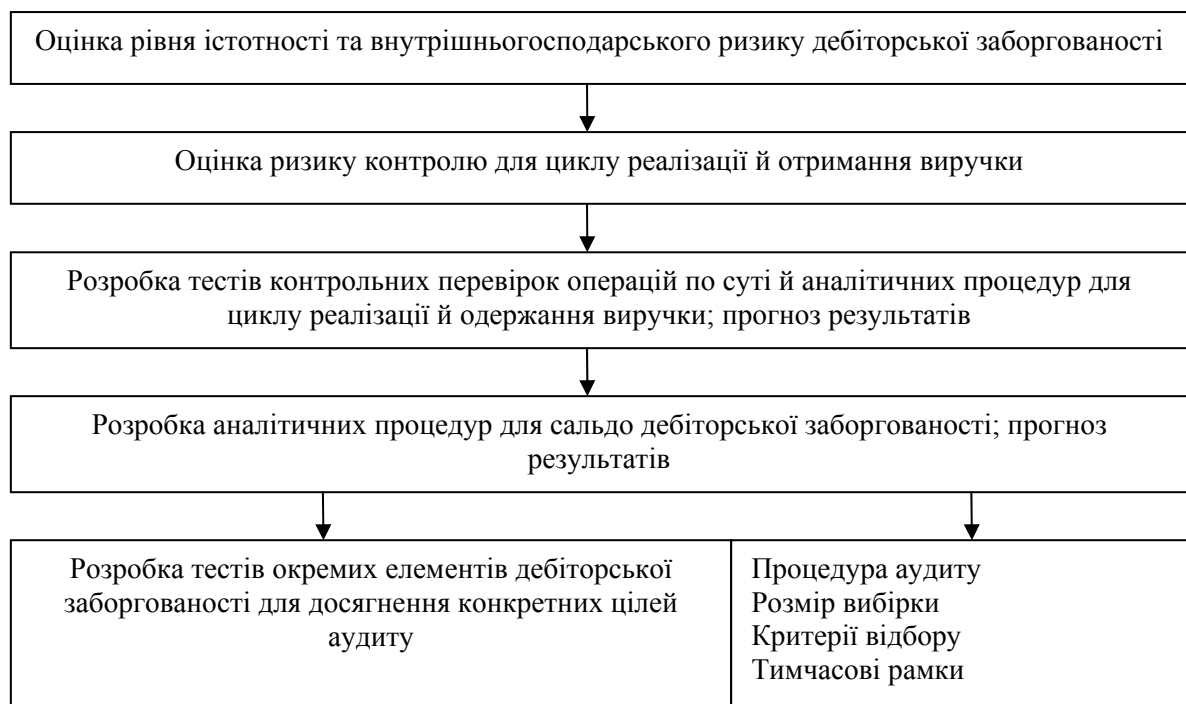 Оцінка рівня істотності та внутрішньогосподарського ризику дебіторської заборгованості
Оцінка ризику контролю для циклу реалізації й отримання виручки
Розробка тестів контрольних перевірок операцій по суті й аналітичних процедур для
циклу реалізації й одержання виручки; прогноз результатів
Розробка аналітичних процедур для сальдо дебіторської заборгованості; прогноз
результатів
Розробка тестів окремих елементів дебіторської
заборгованості для досягнення конкретних цілей
аудиту
Процедура аудиту
Розмір вибірки
Критерії відбору
Тимчасові рамки